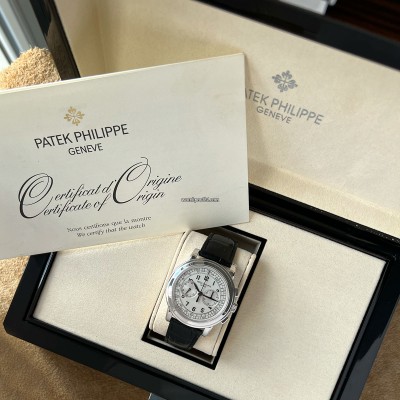 PATEK PHILIPPE
GENEVE
Certificat d'Origine
Certificate of Origin
Nous certifions que la montre
We certify that the watch
PATEK PHILIPPE
GENEVE